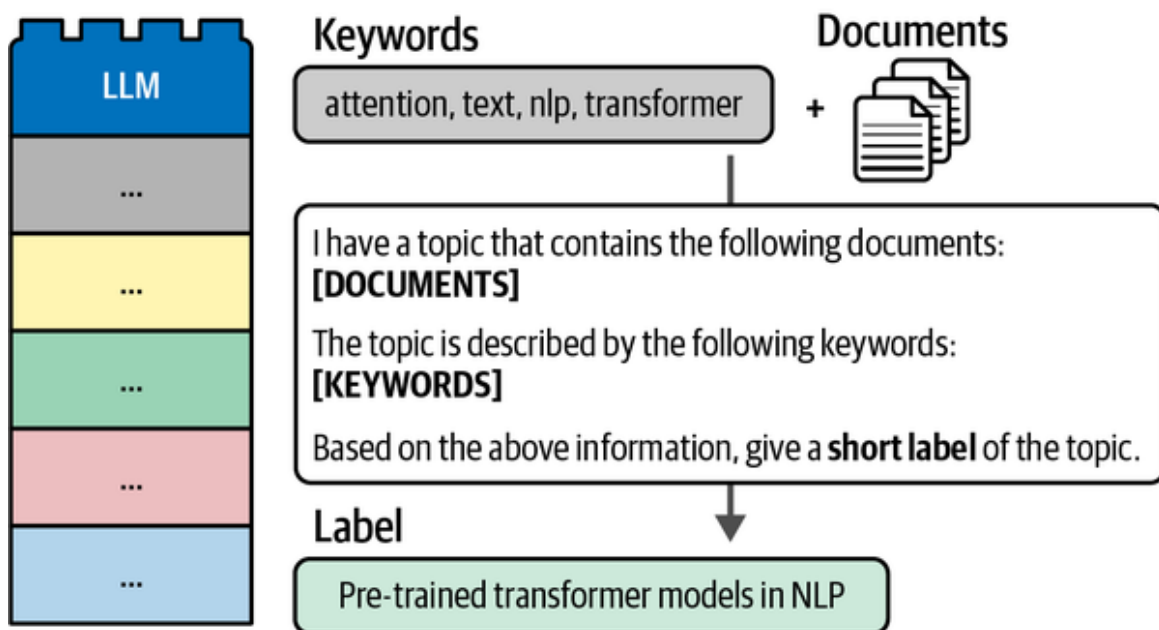 LLM
...
...
...
...
...
Keywords
Documents
attention, text, nlp, transformer
+
I have a topic that contains the following documents:
[DOCUMENTS]
The topic is described by the following keywords:
[KEYWORDS]
Based on the above information, give a short label of the topic.
Label
Pre-trained transformer models in NLP